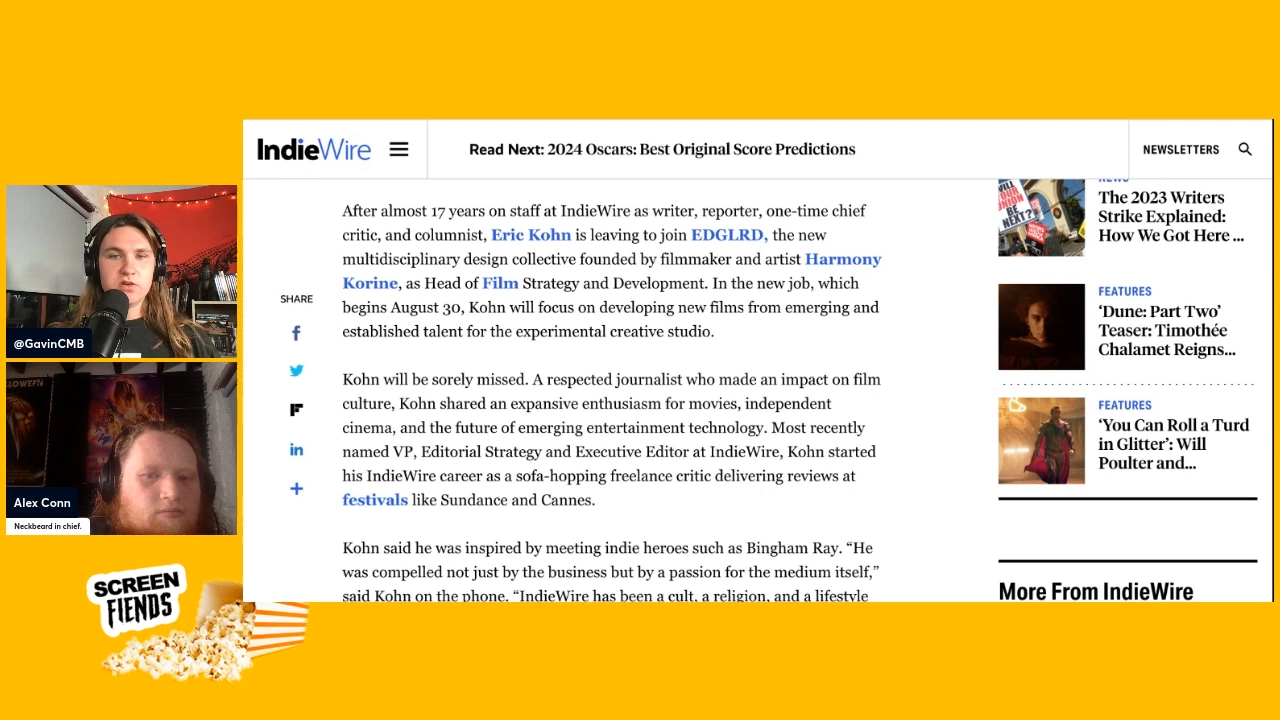 IndieWire
Read Next: 2024 Oscars: Best Original Score Predictions
NEWSLETTERS
After almost 17 years on staff at IndieWire as writer, reporter, one-time chief
critic, and columnist, Eric Kohn is leaving to join EDGLRD, the new
multidisciplinary design collective founded by filmmaker and artist Harmony
Korine, as Head of Film Strategy and Development. In the new job, which
begins August 30, Kohn will focus on developing new films from emerging and
established talent for the experimental creative studio.
Kohn will be sorely missed. A respected journalist who made an impact on film
culture, Kohn shared an expansive enthusiasm for movies, independent
cinema, and the future of emerging entertainment technology. Most recently
named VP, Editorial Strategy and Executive Editor at IndieWire, Kohn started
his IndieWire career as a sofa-hopping freelance critic delivering reviews at
festivals like Sundance and Cannes.
Kohn said he was inspired by meeting indie heroes such as Bingham Ray. “He
was compelled not just by the business but by a passion for the medium itself,”
said Kohn on the phone. “IndieWire has been a cult, a religion, and a lifestyle
SHARE
NEWS
WILL
YOUR
UNION
BE
NEXT?
The 2023 Writers
Strike Explained:
How We Got Here ...
FEATURES
‘Dune: Part Two’
Teaser: Timothée
Chalamet Reigns...
FEATURES
‘You Can Roll a Turd
in Glitter’: Will
Poulter and...
More From IndieWire
@GavinCMB
Alex Conn
Neckbeard in chief.
SCREEN
FIENDS